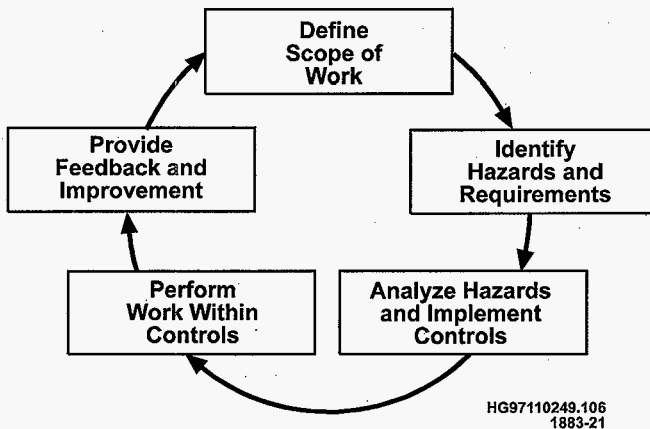 Define
Scope of
Work
Identify
Hazards and
Requirements
Analyze Hazards
and Implement
Controls
Perform
Work Within
Controls
Provide
Feedback and
Improvement
HG97110249.106
1883-21